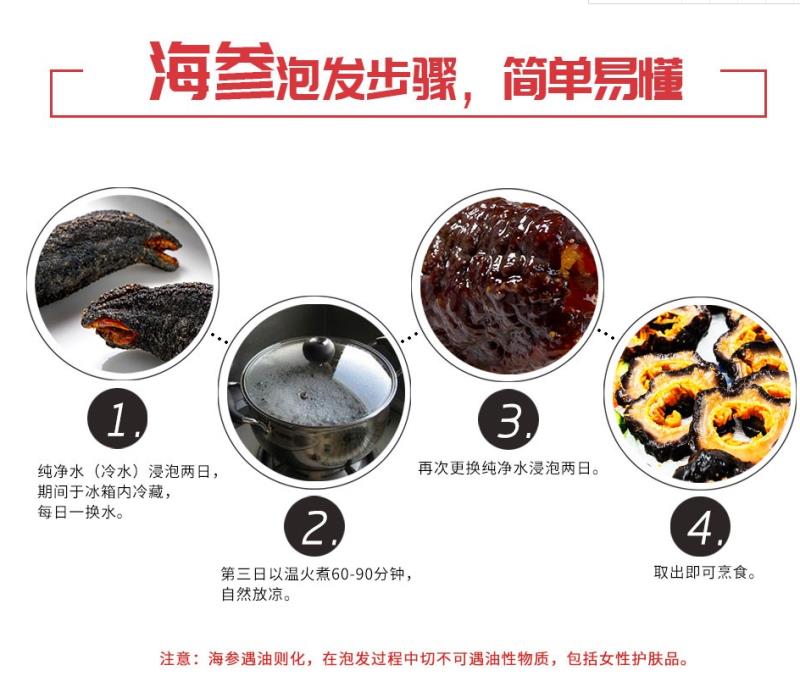 海参泡发步骤，简单易懂
1.
纯净水（冷水）浸泡两日，
期间于冰箱内冷藏，
每日一换水。
2.
第三日以温火煮60-90分钟，
自然放凉。
3.
再次更换纯净水浸泡两日。
4.
取出即可烹食。
注意：海参遇油则化，在泡发过程中切不可遇油性物质，包括女性护肤品。